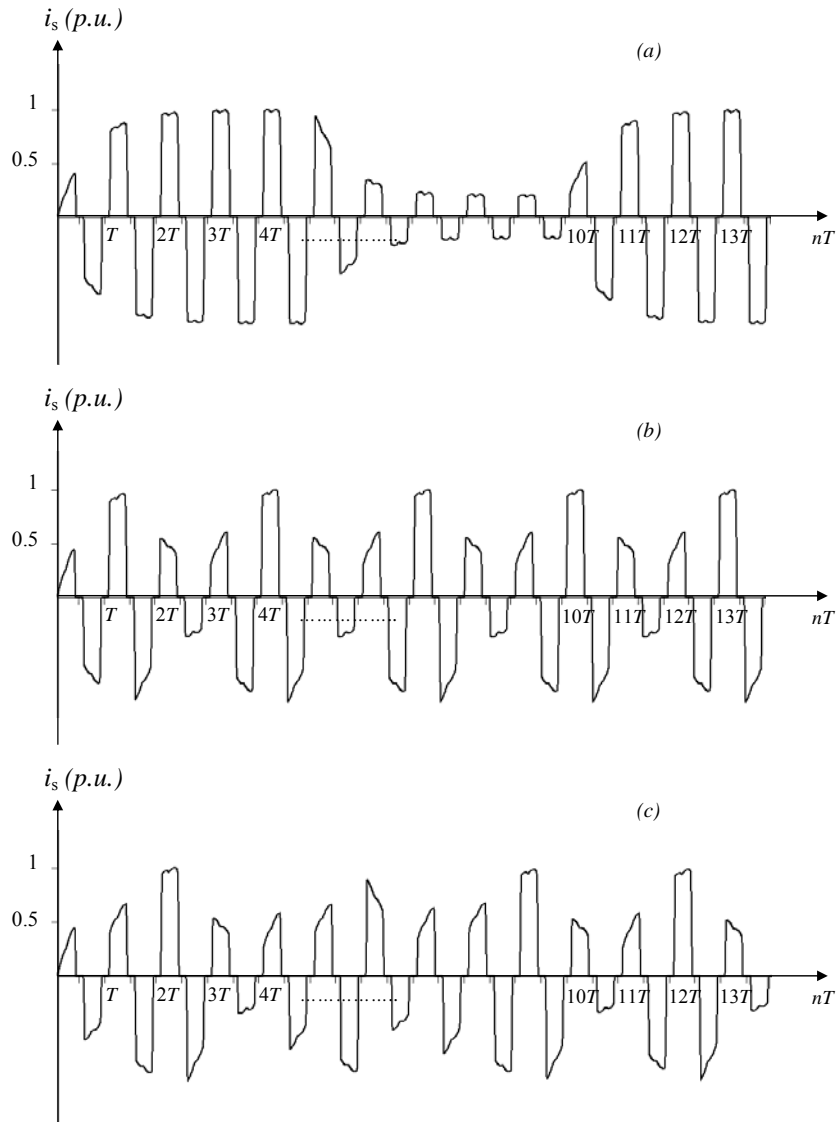 i_s (p.u.)
(a)
1
0.5
T 2T 3T 4T ……………. 10T 11T 12T 13T nT
i_s (p.u.)
(b)
1
0.5
T 2T 3T 4T ……………. 10T 11T 12T 13T nT
i_s (p.u.)
(c)
1
0.5
T 2T 3T 4T ……………. 10T 11T 12T 13T nT